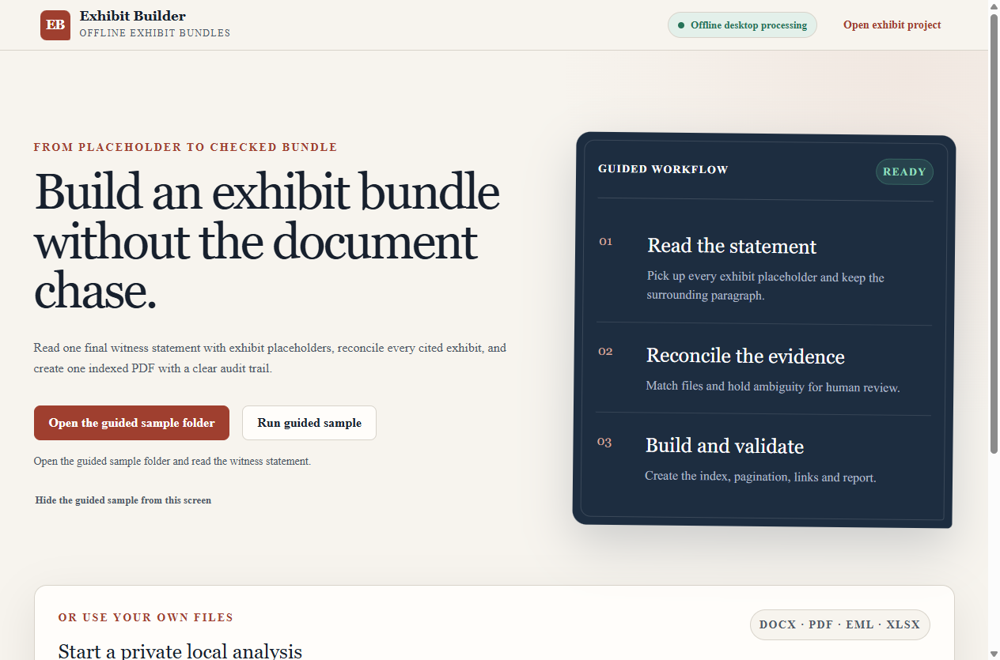 EB
Exhibit Builder
OFFLINE EXHIBIT BUNDLES
Offline desktop processing
Open exhibit project
FROM PLACEHOLDER TO CHECKED BUNDLE
Build an exhibit bundle
without the document
chase.
Read one final witness statement with exhibit placeholders, reconcile every cited exhibit, and
create one indexed PDF with a clear audit trail.
Open the guided sample folder
Run guided sample
Open the guided sample folder and read the witness statement.
Hide the guided sample from this screen
GUIDED WORKFLOW
READY
01
Read the statement
Pick up every exhibit placeholder and keep the
surrounding paragraph.
02
Reconcile the evidence
Match files and hold ambiguity for human review.
03
Build and validate
Create the index, pagination, links and report.
OR USE YOUR OWN FILES
DOCX · PDF · EML · XLSX
Start a private local analysis